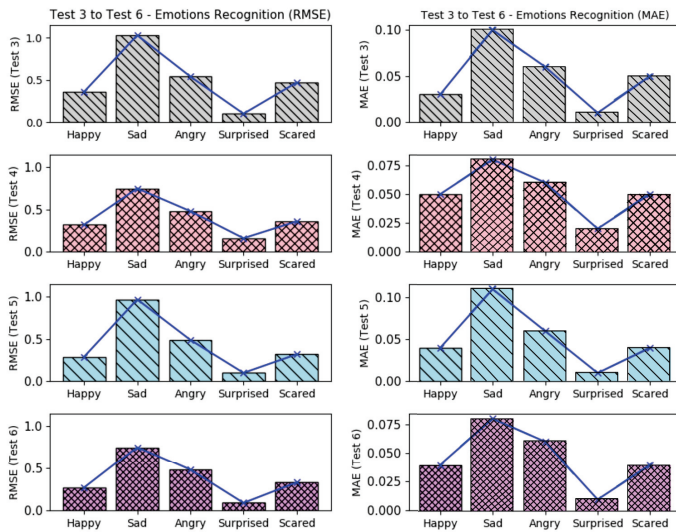 Test 3 to Test 6 - Emotions Recognition (RMSE)
RMSE (Test 3)
1.0
0.5
0.0
Happy Sad Angry Surprised Scared
RMSE (Test 4)
1.0
0.5
0.0
Happy Sad Angry Surprised Scared
RMSE (Test 5)
1.0
0.5
0.0
Happy Sad Angry Surprised Scared
RMSE (Test 6)
1.0
0.5
0.0
Happy Sad Angry Surprised Scared
Test 3 to Test 6 - Emotions Recognition (MAE)
MAE (Test 3)
0.10
0.05
0.00
Happy Sad Angry Surprised Scared
MAE (Test 4)
0.075
0.050
0.025
0.000
Happy Sad Angry Surprised Scared
MAE (Test 5)
0.10
0.05
0.00
Happy Sad Angry Surprised Scared
MAE (Test 6)
0.075
0.050
0.025
0.000
Happy Sad Angry Surprised Scared